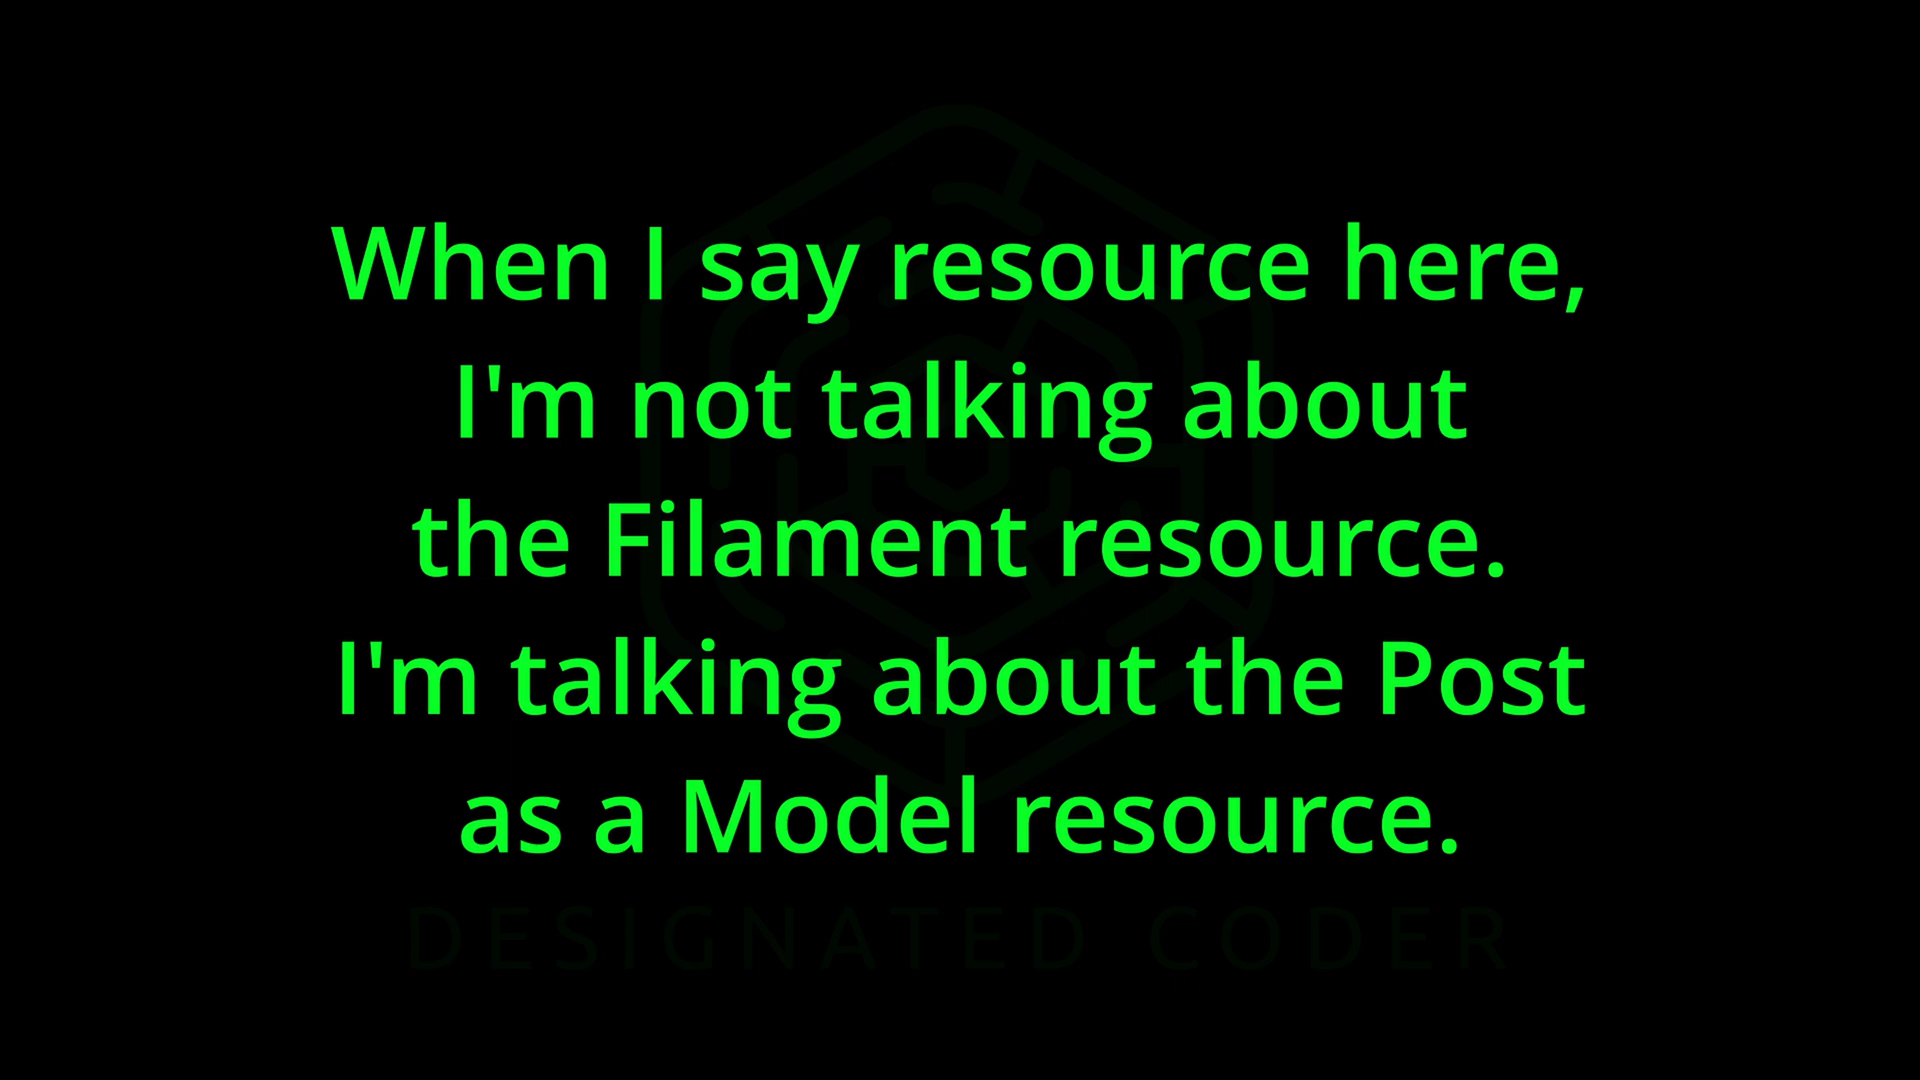 When I say resource here,
I'm not talking about
the Filament resource.
I'm talking about the Post
as a Model resource.
DESIGNATED CODER